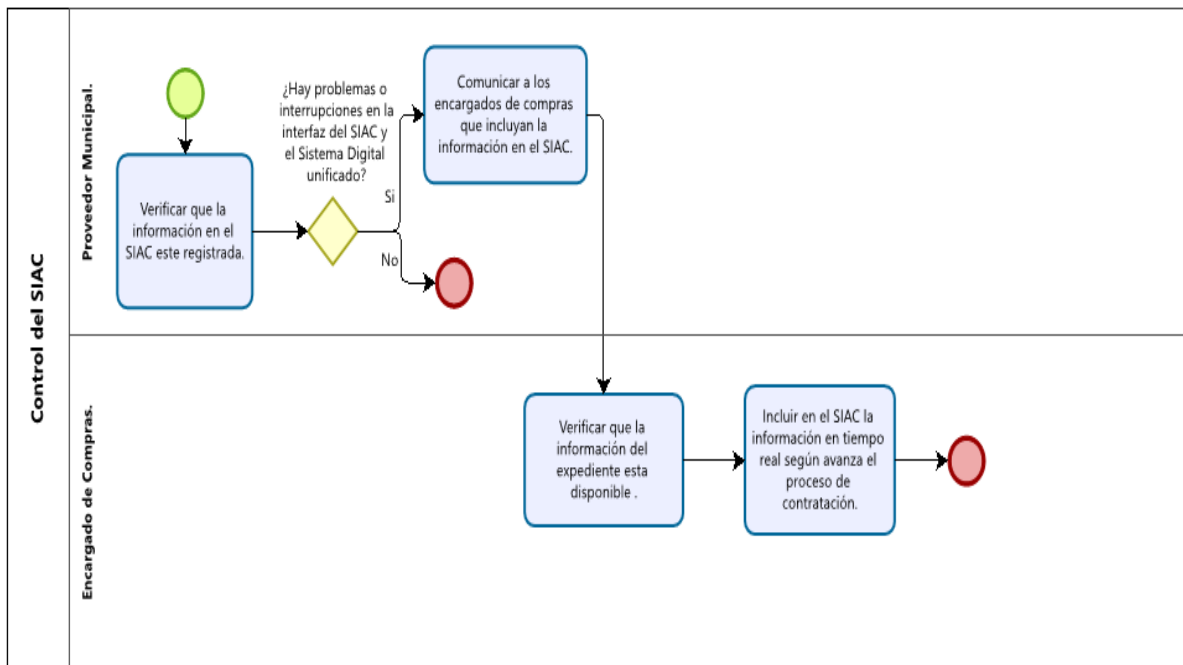 Control del SIAC
Proveedor Municipal.
Verificar que la
información en el
SIAC este registrada.
¿Hay problemas o
interrupciones en la
interfaz del SIAC y
el Sistema Digital
unificado?
Si
No
Comunicar a los
encargados de compras
que incluyan la
información en el SIAC.
Encargado de Compras.
Verificar que la
información del
expediente esta
disponible .
Incluir en el SIAC la
información en tiempo
real según avanza el
proceso de
contratación.